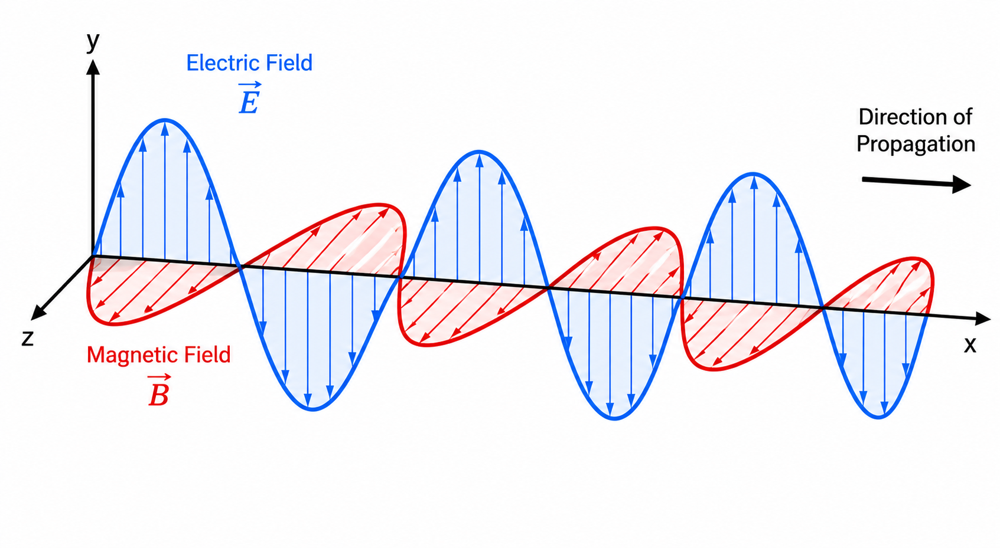 y
Electric Field
E
Direction of
Propagation
z
x
Magnetic Field
B